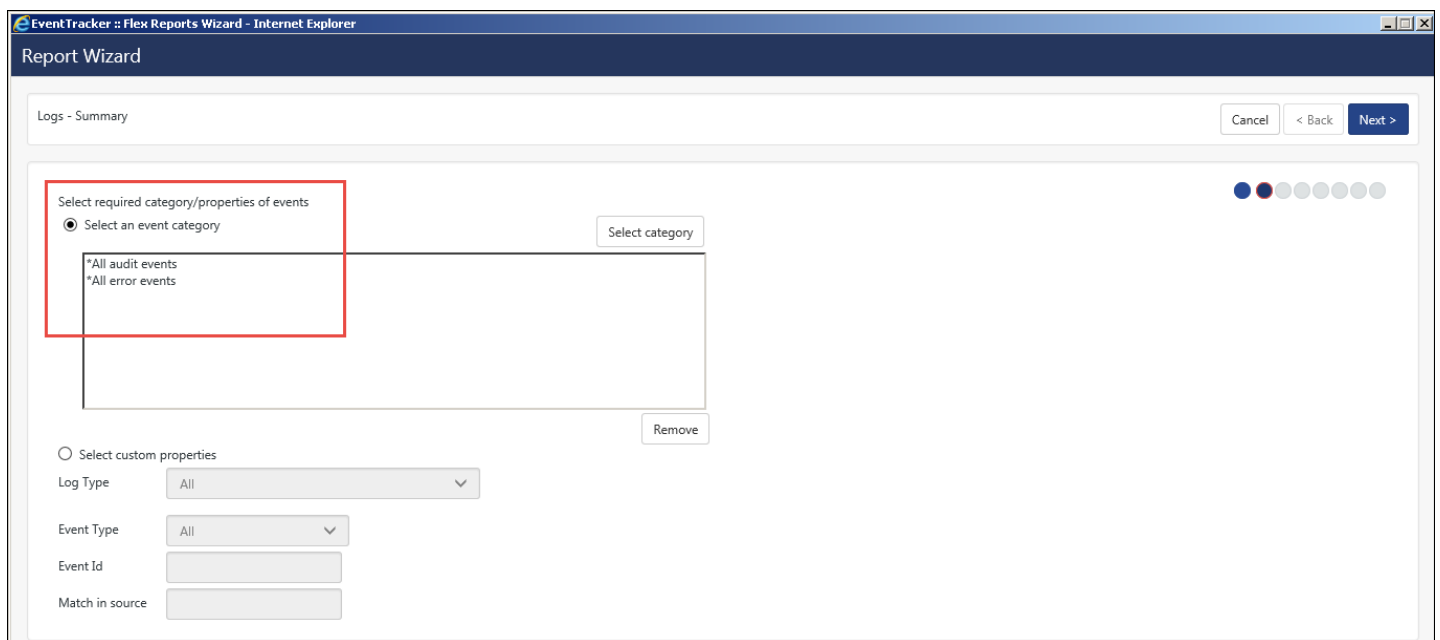 EventTracker :: Flex Reports Wizard - Internet Explorer
Report Wizard
Logs - Summary
Cancel
< Back
Next >
Select required category/properties of events
Select an event category
Select category
*All audit events
*All error events
Remove
Select custom properties
Log Type
All
Event Type
All
Event Id
Match in source